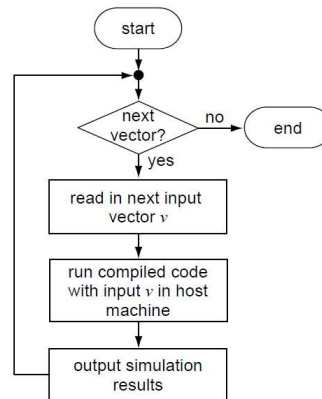 start
next
vector?
no
end
yes
read in next input
vector v
run compiled code
with input v in host
machine
output simulation
results